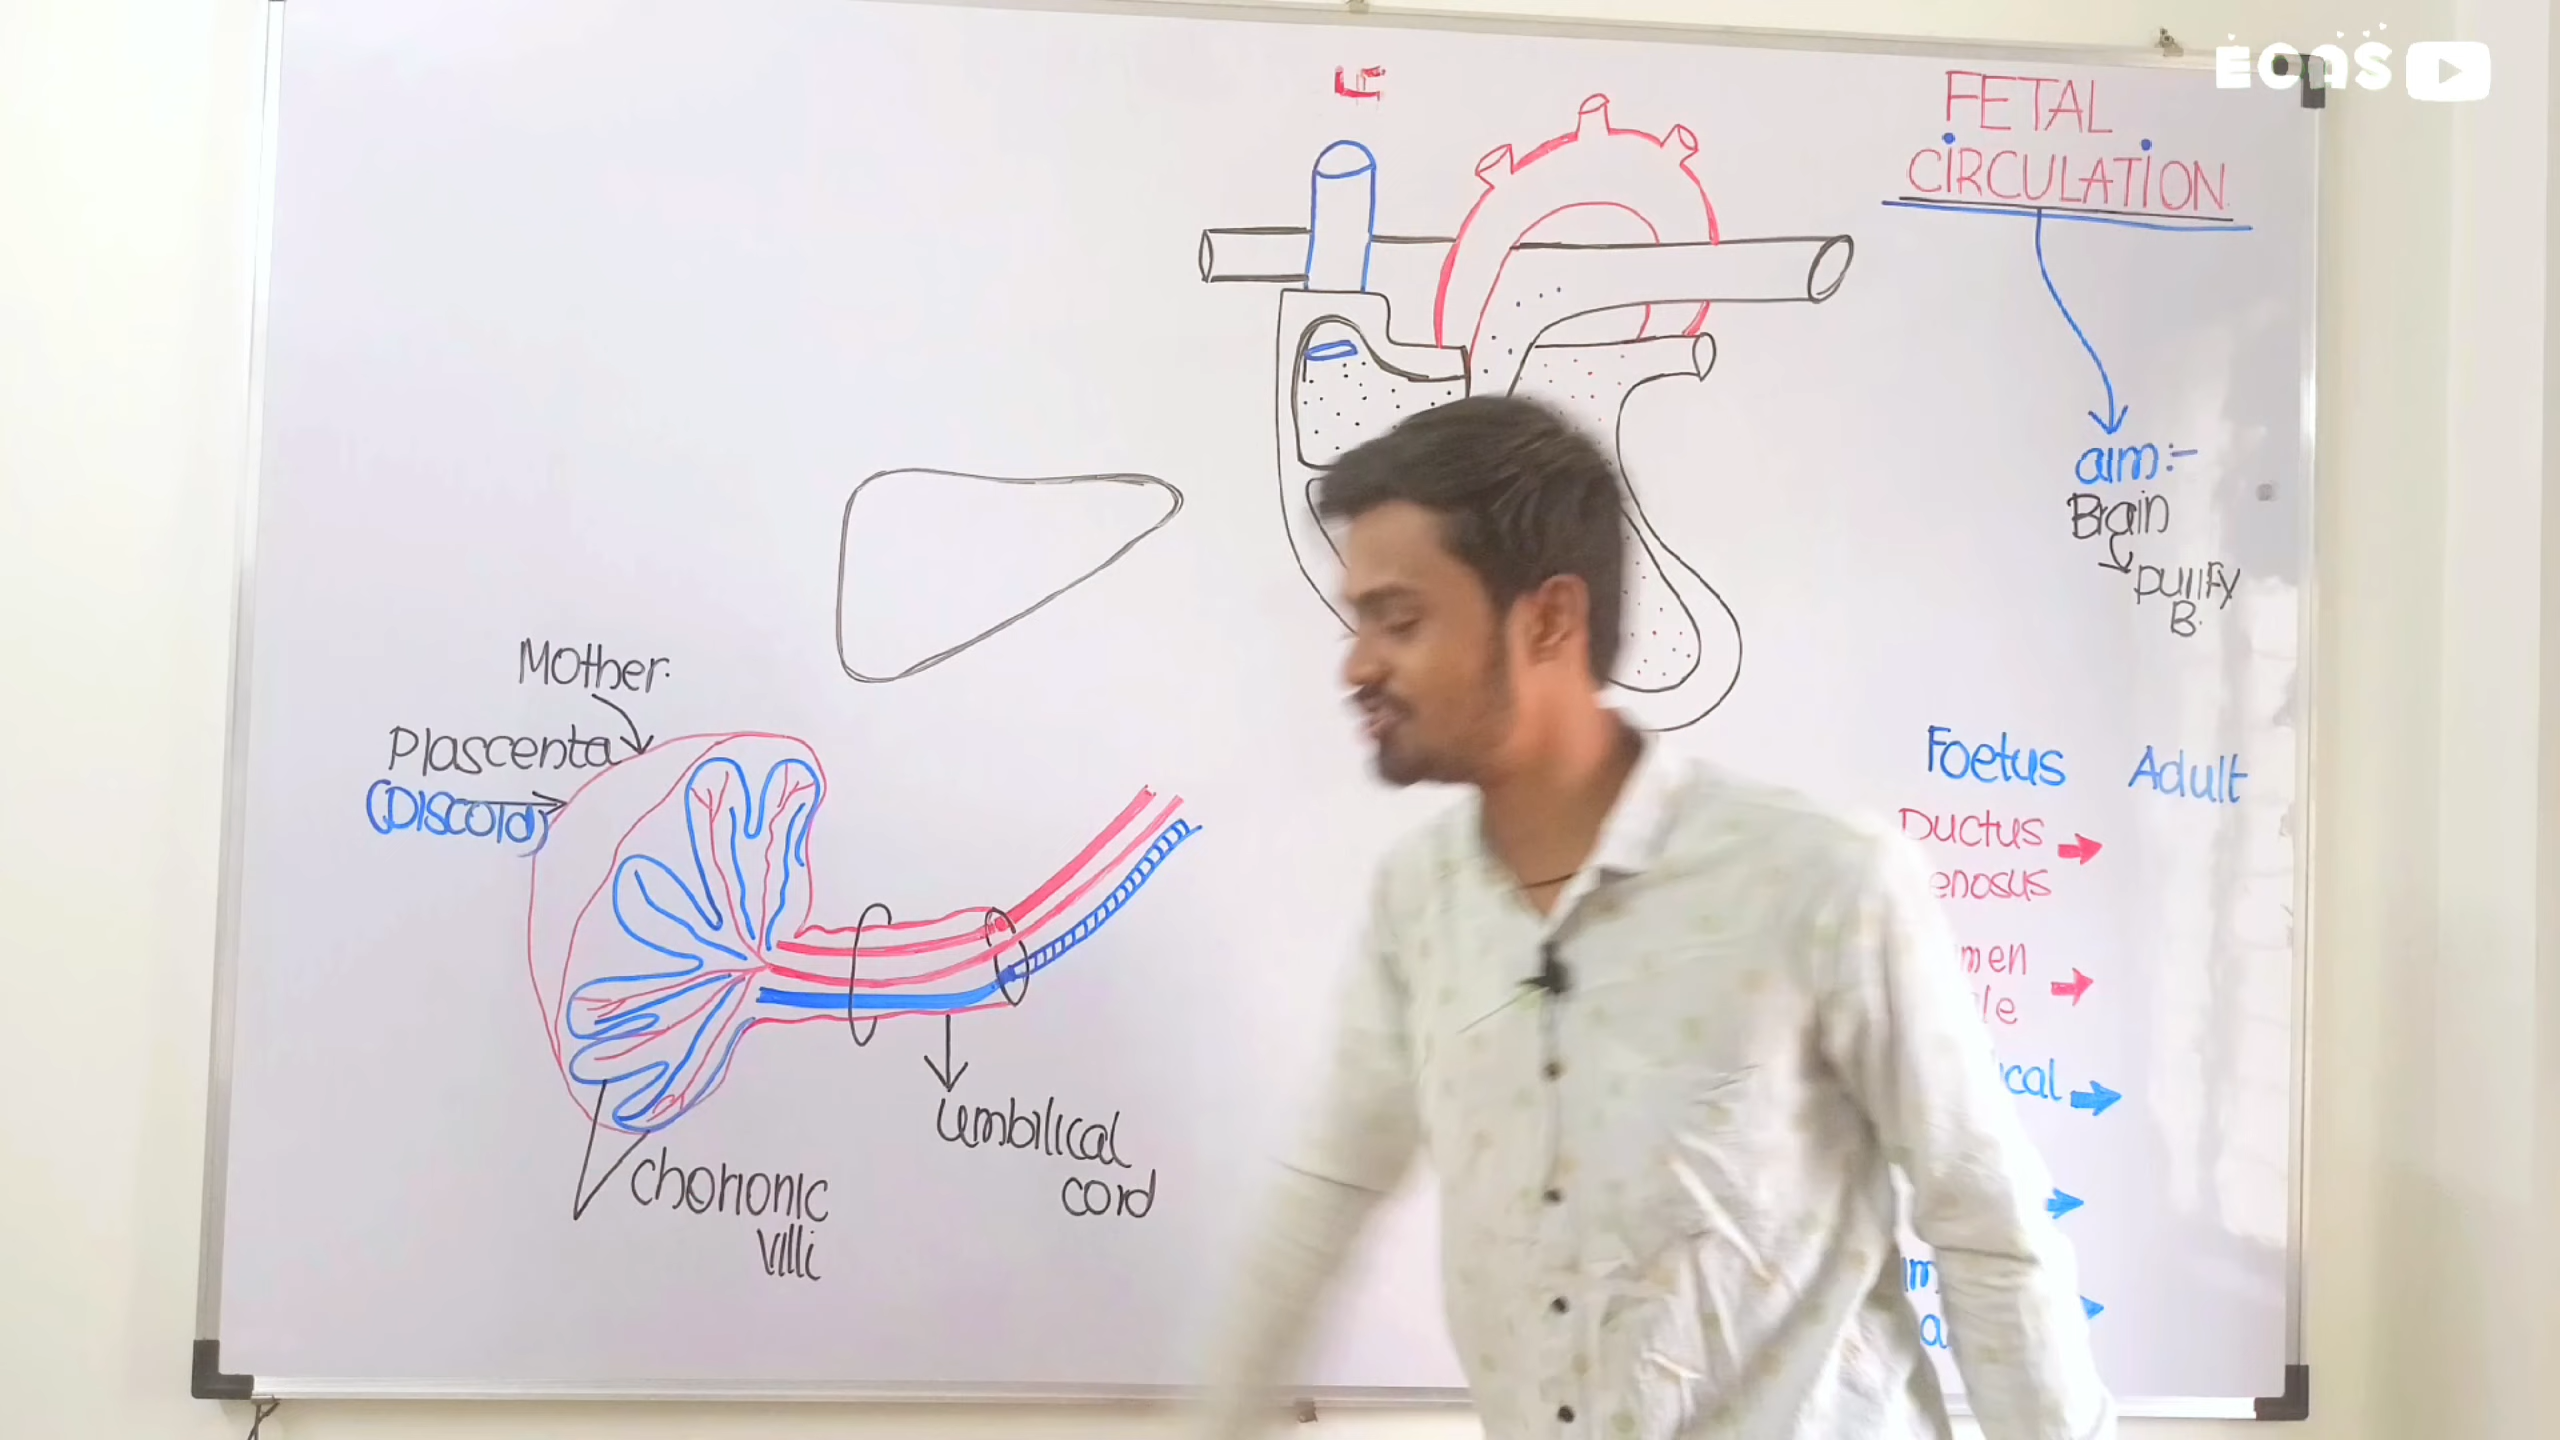 ECAS
FETAL
CIRCULATION
aim:-
Brain
purify
B.
Mother.
Plascenta
(Discoid)
Chorionic
Villi
Umbilical
cord
Foetus Adult
Ductus
enosus
men
le
ical